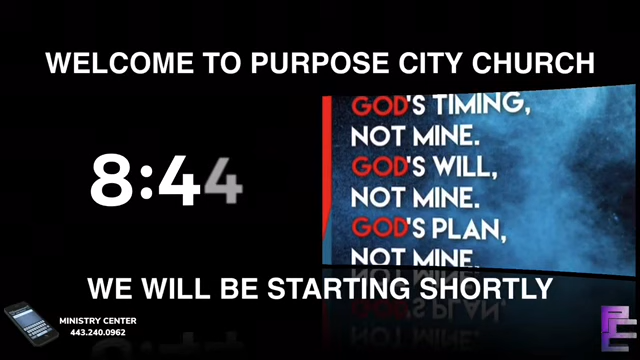 WELCOME TO PURPOSE CITY CHURCH
GOD'S TIMING,
NOT MINE.
GOD'S WILL,
NOT MINE.
GOD'S PLAN,
NOT MINE.
8:44
WE WILL BE STARTING SHORTLY
MINISTRY CENTER
443.240.0962